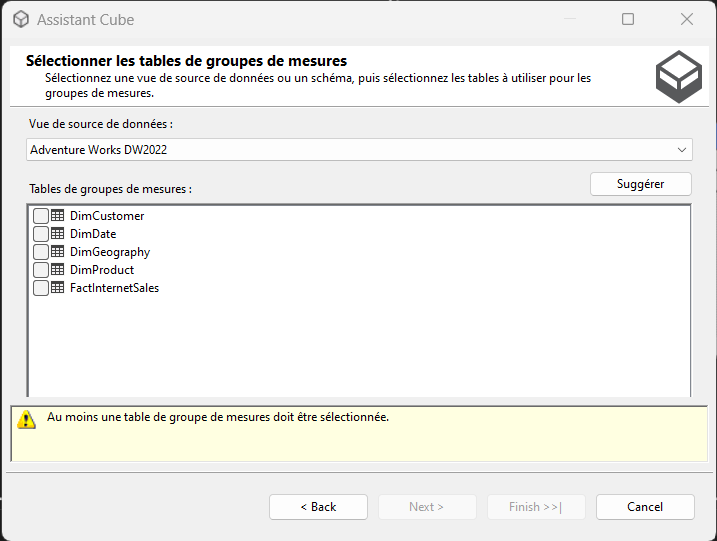 Assistant Cube
Sélectionner les tables de groupes de mesures
Sélectionnez une vue de source de données ou un schéma, puis sélectionnez les tables à utiliser pour les
groupes de mesures.
Vue de source de données :
Adventure Works DW2022
Tables de groupes de mesures :
Suggérer
DimCustomer
DimDate
DimGeography
DimProduct
FactInternetSales
Au moins une table de groupe de mesures doit être sélectionnée.
< Back
Next >
Finish >>|
Cancel